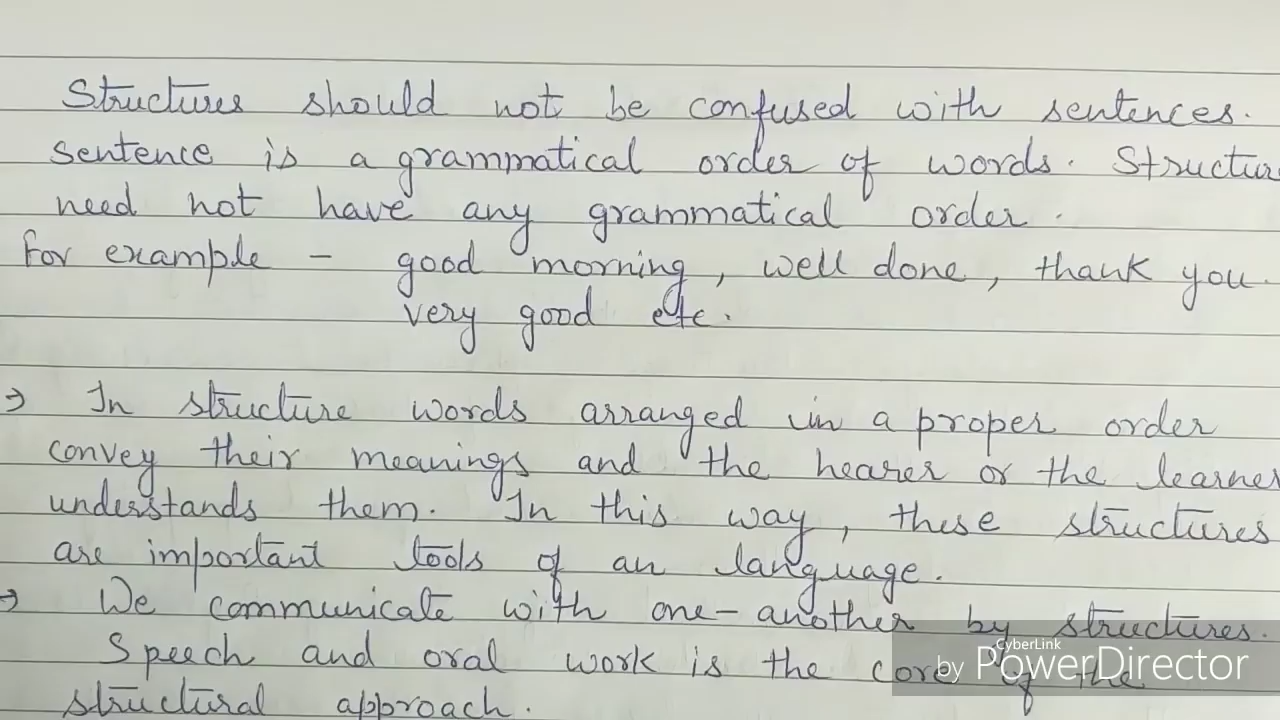 Structures should not be confused with sentences.
sentence is a grammatical order of words. Structur
need not have any grammatical order.
For example - good morning, well done, thank you.
very good etc.
→ In structure words arranged in a proper order
convey their meanings and the hearer or the learner
understands them. In this way, these structures
are important tools of an language.
→ We communicate with one-another by structures.
Speech and oral work is the core of the
structural approach.
CyberLink
by PowerDirector